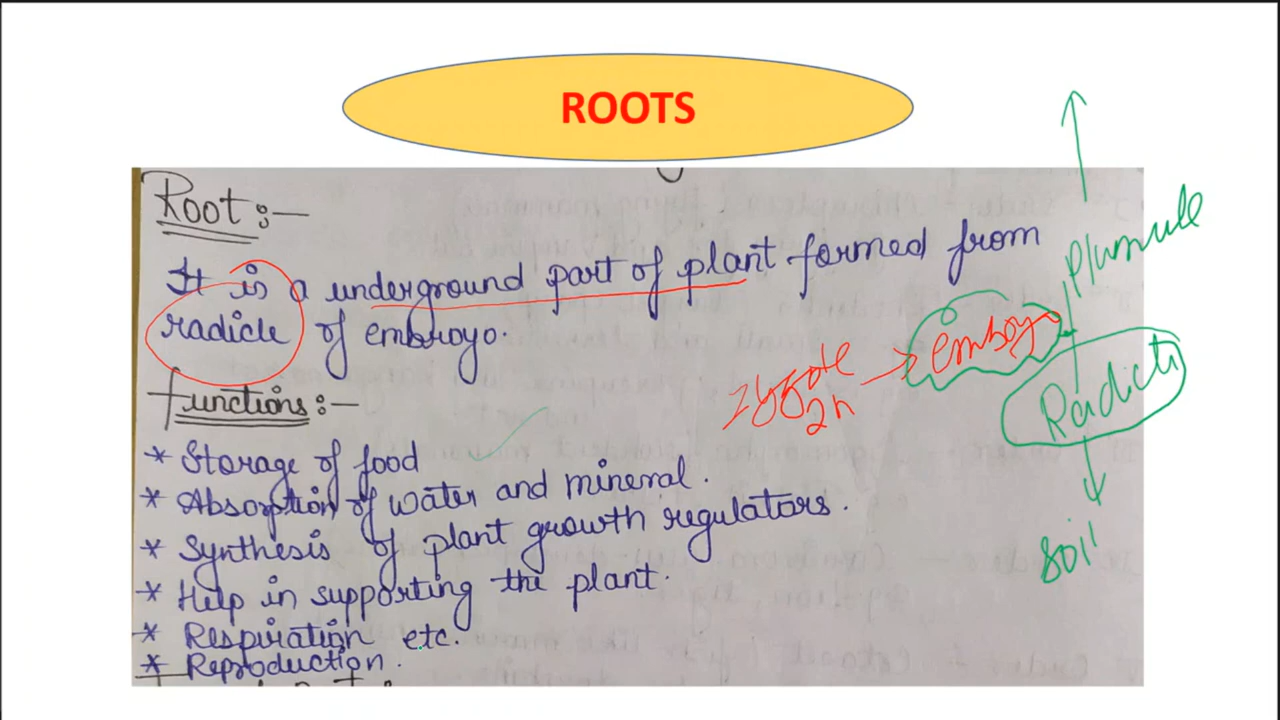 ROOTS
Root :-
It is a underground part of plant formed from
radicle of embroyo.
Functions :-
* Storage of food
* Absorption of water and mineral.
* Synthesis of plant growth regulators.
* Help in supporting the plant.
* Respiration etc.
* Reproduction.
Zygote → embryo
2n
Plumule
Radicle
Soil